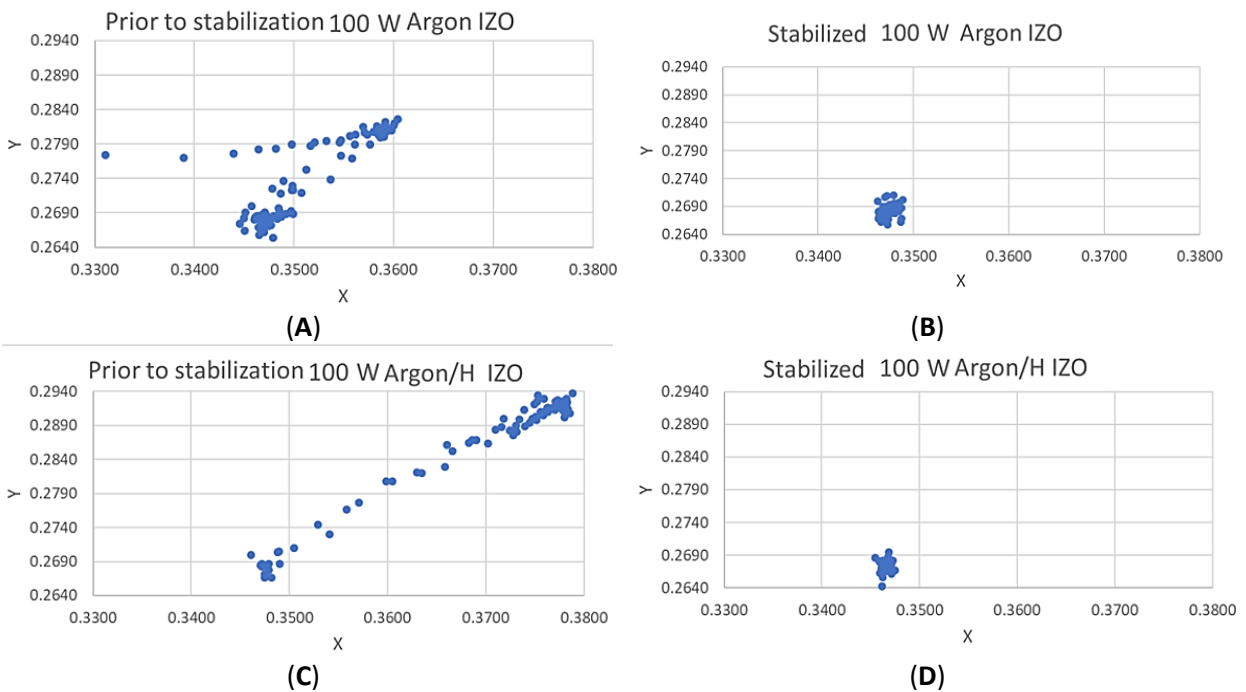 Prior to stabilization 100 W Argon IZO
0.2940
0.2890
0.2840
0.2790
0.2740
0.2690
0.2640
Y
0.3300 0.3400 0.3500 0.3600 0.3700 0.3800
X
(A)
Stabilized 100 W Argon IZO
0.2940
0.2890
0.2840
0.2790
0.2740
0.2690
0.2640
Y
0.3300 0.3400 0.3500 0.3600 0.3700 0.3800
X
(B)
Prior to stabilization 100 W Argon/H IZO
0.2940
0.2890
0.2840
0.2790
0.2740
0.2690
0.2640
Y
0.3300 0.3400 0.3500 0.3600 0.3700 0.3800
X
(C)
Stabilized 100 W Argon/H IZO
0.2940
0.2890
0.2840
0.2790
0.2740
0.2690
0.2640
Y
0.3300 0.3400 0.3500 0.3600 0.3700 0.3800
X
(D)